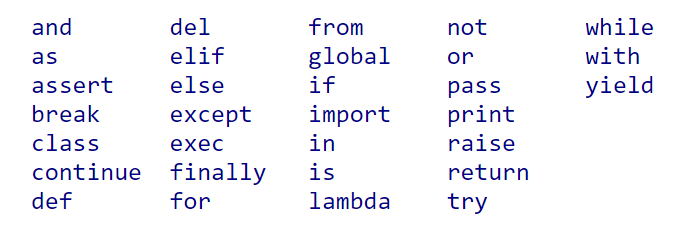 and del from not while
as elif global or with
assert else if pass yield
break except import print
class exec in raise
continue finally is return
def for lambda try